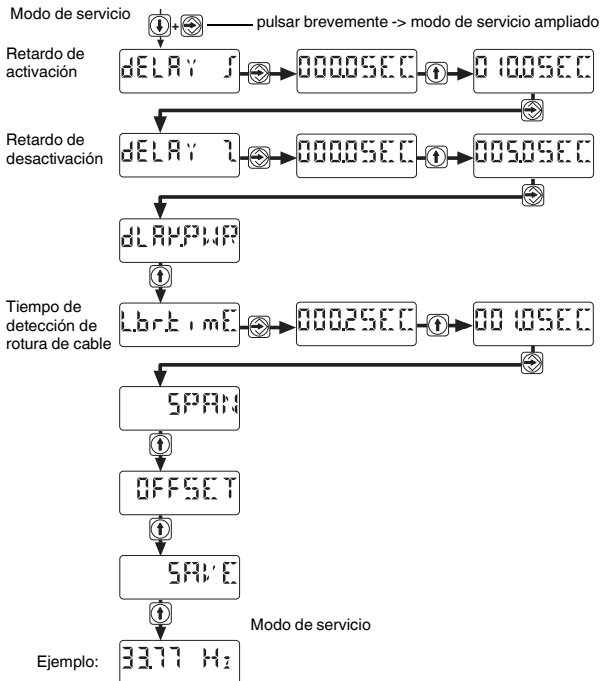 Modo de servicio
+
pulsar brevemente -> modo de servicio ampliado
Retardo de
activación
dELAY
000.0SEC
010.0SEC
Retardo de
desactivación
dELAY
000.0SEC
005.0SEC
dLAY.PWR
Tiempo de
detección de
rotura de cable
L.br.timE
000.2SEC
001.0SEC
SPAN
OFFSET
SAVE
Modo de servicio
Ejemplo:
33.77 Hz